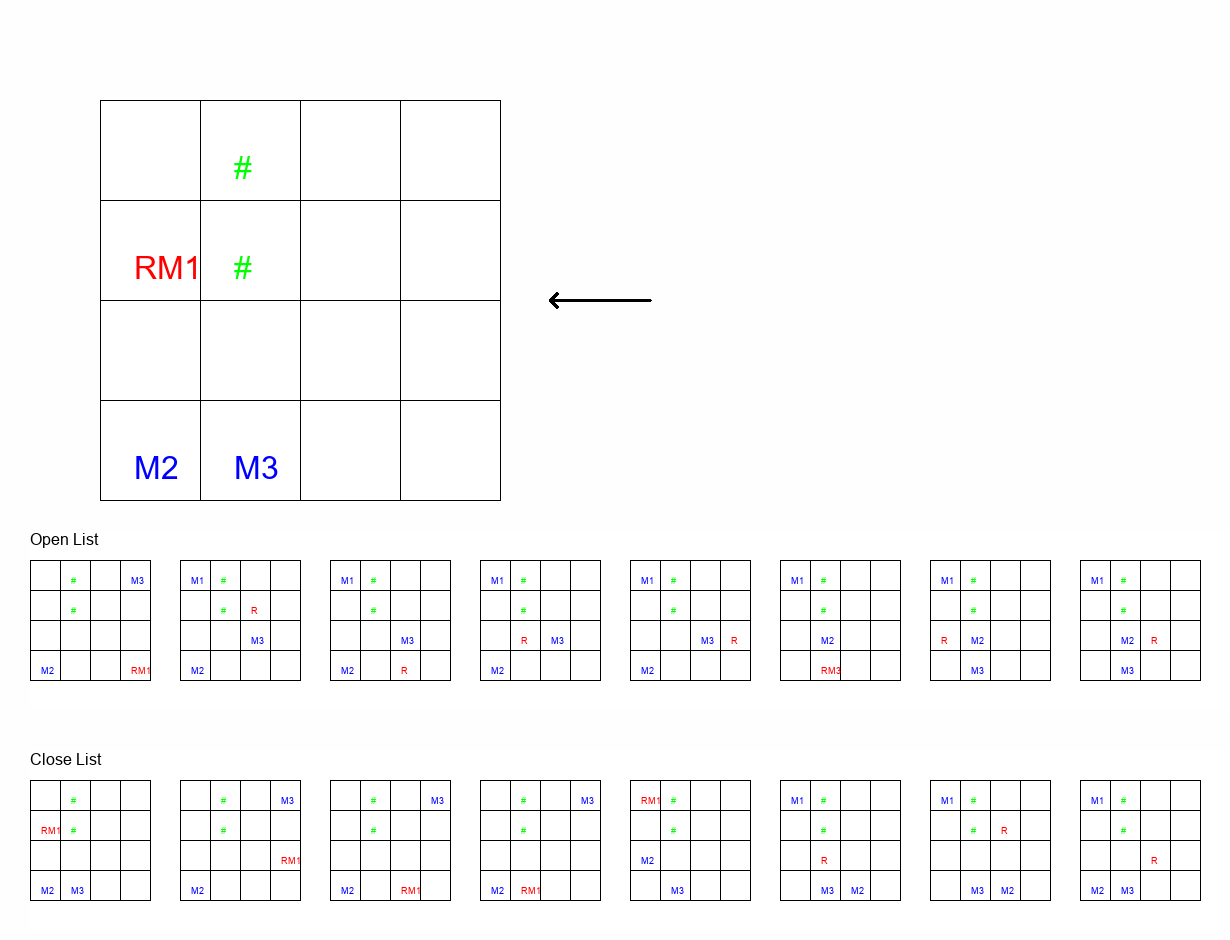 #
RM1 #
M2 M3
Open List
# M3 M1 # M1 # M1 # M1 # M1 # M1 # M1 #
# # R # # # # # #
M3 M3 R M3 M3 R M2 R M2 M2 R
M2 RM1 M2 M2 R M2 M2 RM3 M3 M3
Close List
# # M3 # M3 # M3 RM1 # M1 # M1 # M1 #
RM1 # # # # # # # R #
RM1 M2 R R
M2 M3 M2 M2 RM1 M2 RM1 M3 M3 M2 M3 M2 M2 M3